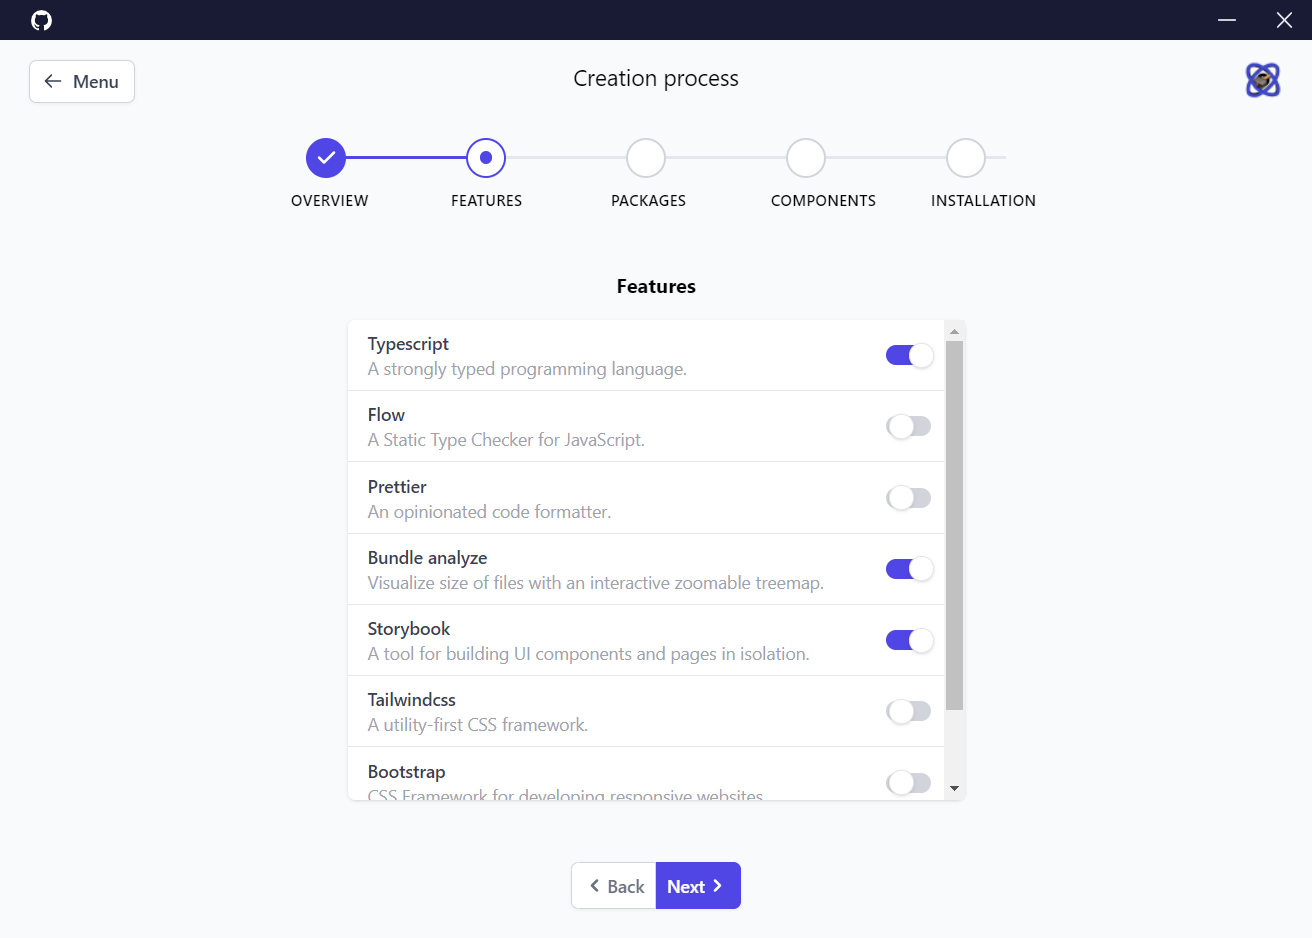 Menu
Creation process
OVERVIEW
FEATURES
PACKAGES
COMPONENTS
INSTALLATION
Features
Typescript
A strongly typed programming language.
Flow
A Static Type Checker for JavaScript.
Prettier
An opinionated code formatter.
Bundle analyze
Visualize size of files with an interactive zoomable treemap.
Storybook
A tool for building UI components and pages in isolation.
Tailwindcss
A utility-first CSS framework.
Bootstrap
CSS Framework for developing responsive websites
Back
Next